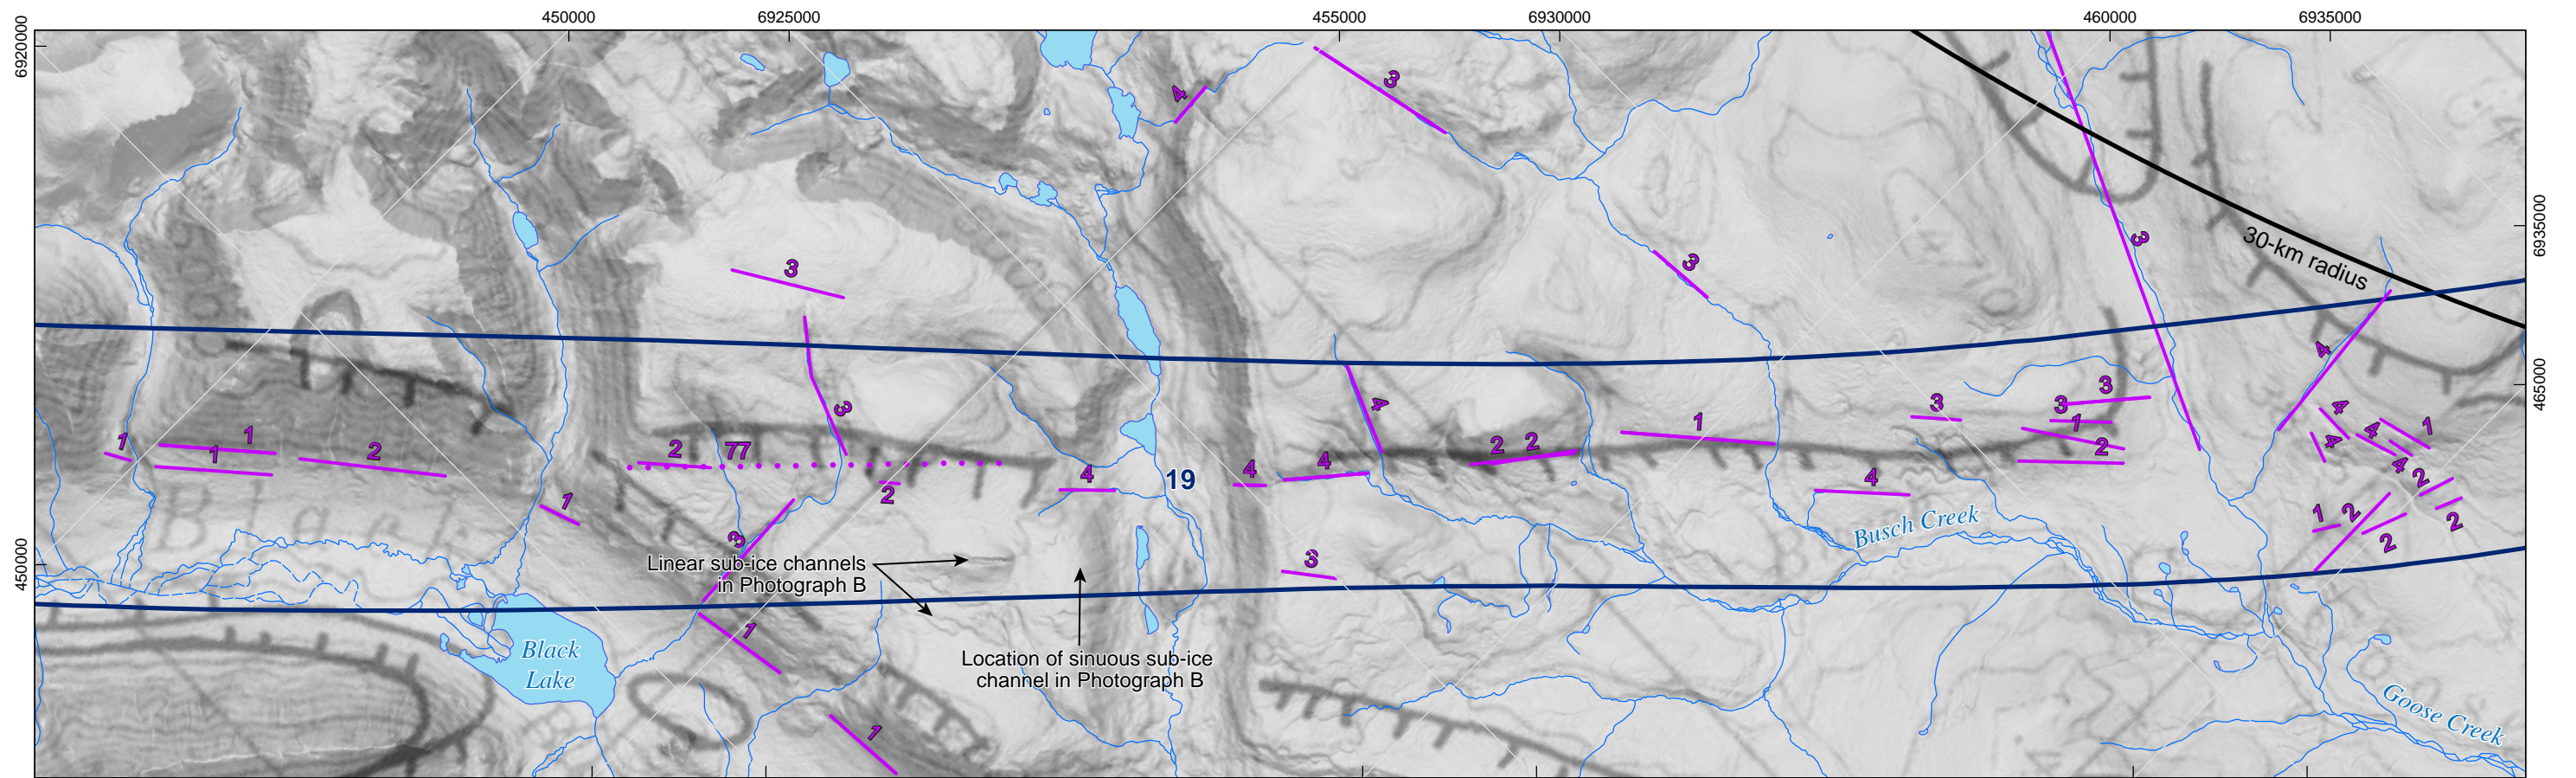 450000 6925000 455000 6930000 460000 6935000
6920000
4 3
6935000
3
30-km radius
3 3
4
465000
3 4 3 3 3 4
1 1 1 2 2 77 4 4 4 2 2 1 1 2 4 4 4 1
4 2
1 2 19 4
1 2 2 2
Busch Creek
3
450000
Linear sub-ice channels
in Photograph B
3
1
Black
Lake
Location of sinuous sub-ice
channel in Photograph B
Goose Creek
1